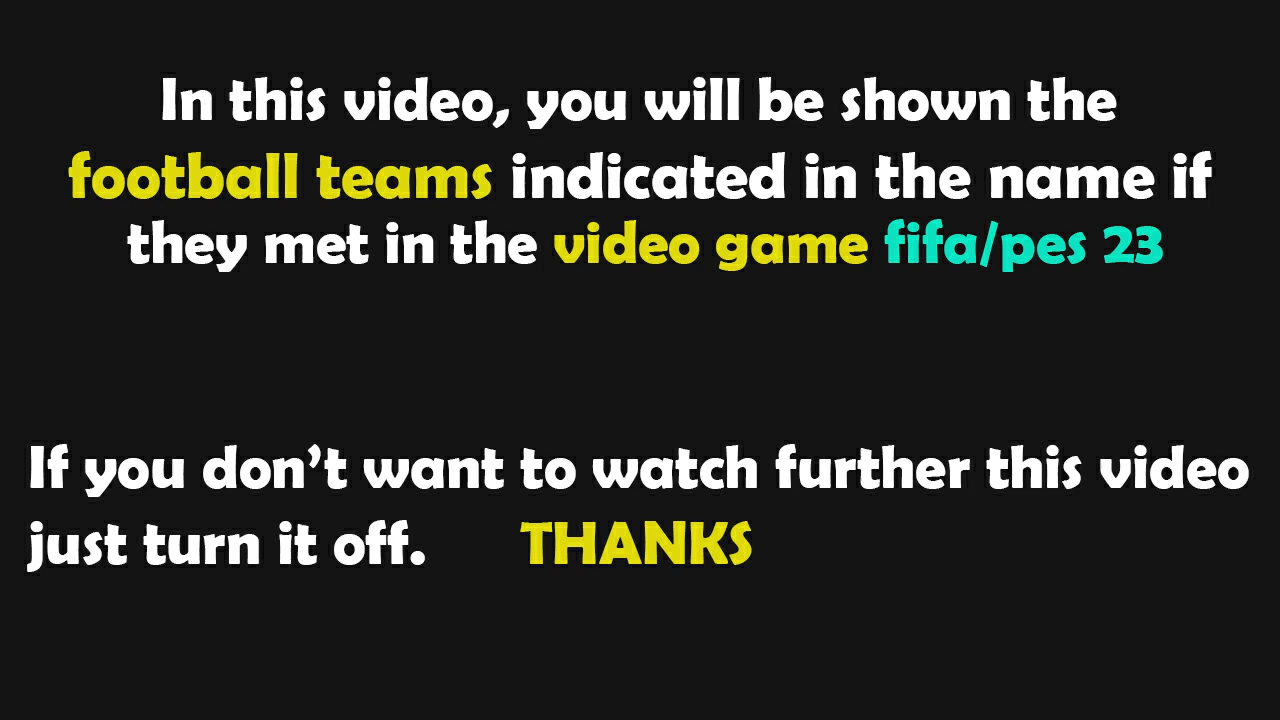 In this video, you will be shown the
football teams indicated in the name if
they met in the video game fifa/pes 23
If you don't want to watch further this video
just turn it off. THANKS